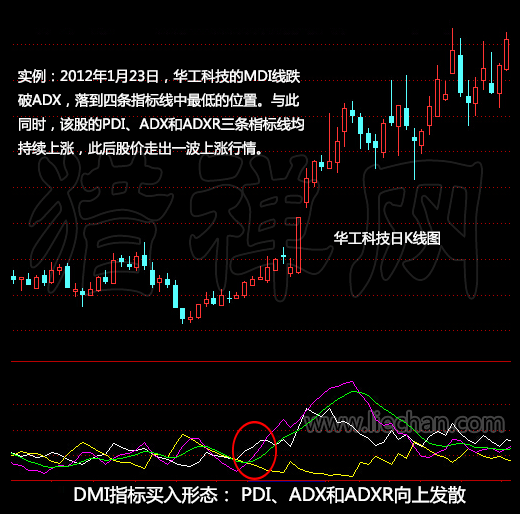 实例：2012年1月23日，华工科技的MDI线跌
破ADX，落到四条指标线中最低的位置。与此
同时，该股的PDI、ADX和ADXR三条指标线均
持续上涨，此后股价走出一波上涨行情。
猎禅网
华工科技日K线图
www.liechan.com
DMI指标买入形态： PDI、ADX和ADXR向上发散